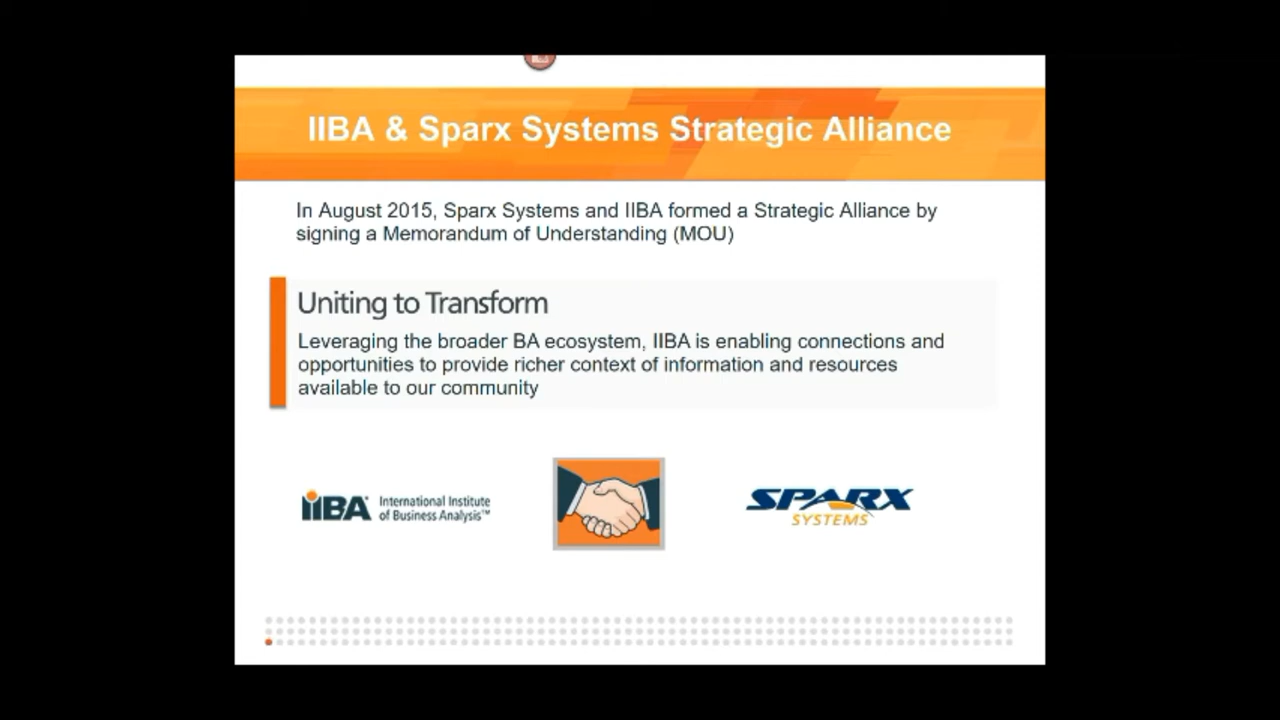 IIBA & Sparx Systems Strategic Alliance
In August 2015, Sparx Systems and IIBA formed a Strategic Alliance by
signing a Memorandum of Understanding (MOU)
Uniting to Transform
Leveraging the broader BA ecosystem, IIBA is enabling connections and
opportunities to provide richer context of information and resources
available to our community
IIBA® International Institute
of Business Analysis™
SPARX
SYSTEMS